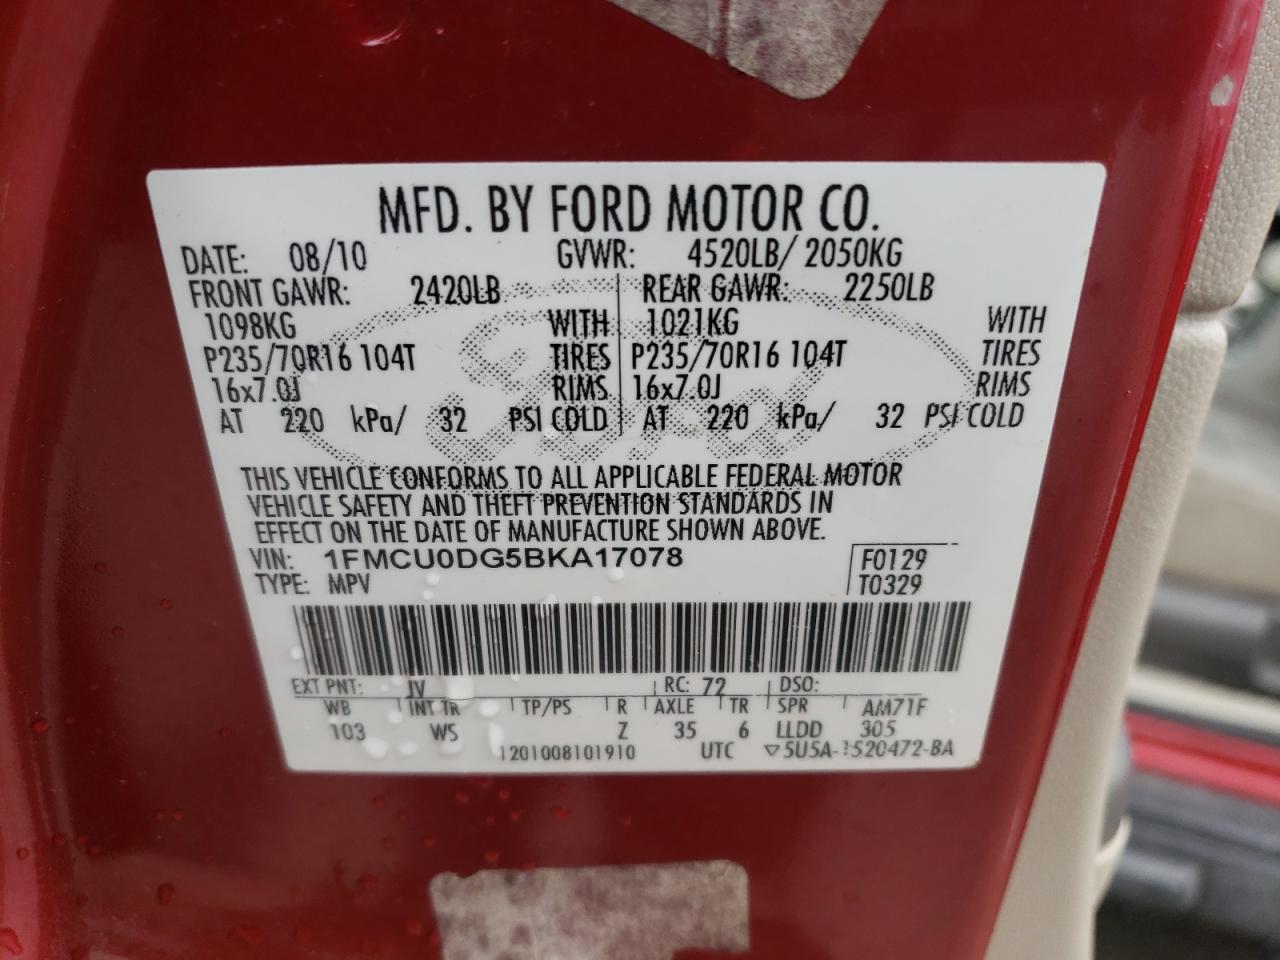 MFD. BY FORD MOTOR CO.
DATE: 08/10 GVWR: 4520LB/ 2050KG
FRONT GAWR: 2420LB REAR GAWR: 2250LB
1098KG WITH 1021KG WITH
P235/70R16 104T TIRES P235/70R16 104T TIRES
16x7.0J RIMS 16x7.0J RIMS
AT 220 kPa/ 32 PSI COLD AT 220 kPa/ 32 PSI COLD
Ford
THIS VEHICLE CONFORMS TO ALL APPLICABLE FEDERAL MOTOR
VEHICLE SAFETY AND THEFT PREVENTION STANDARDS IN
EFFECT ON THE DATE OF MANUFACTURE SHOWN ABOVE.
VIN: 1FMCU0DG5BKA17078 F0129
TYPE: MPV T0329
EXT PNT: JV RC: 72 DSO:
WB INT TR TP/PS R AXLE TR SPR AM71F
103 WS Z 35 6 LLDD 305
1201008101910 UTC ▽5U5A-1520472-BA